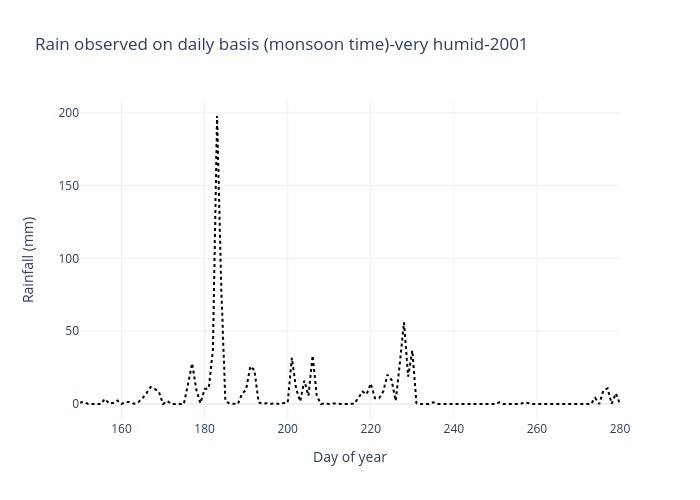 Rain observed on daily basis (monsoon time)-very humid-2001
200
150
100
50
0
Rainfall (mm)
160 180 200 220 240 260 280
Day of year